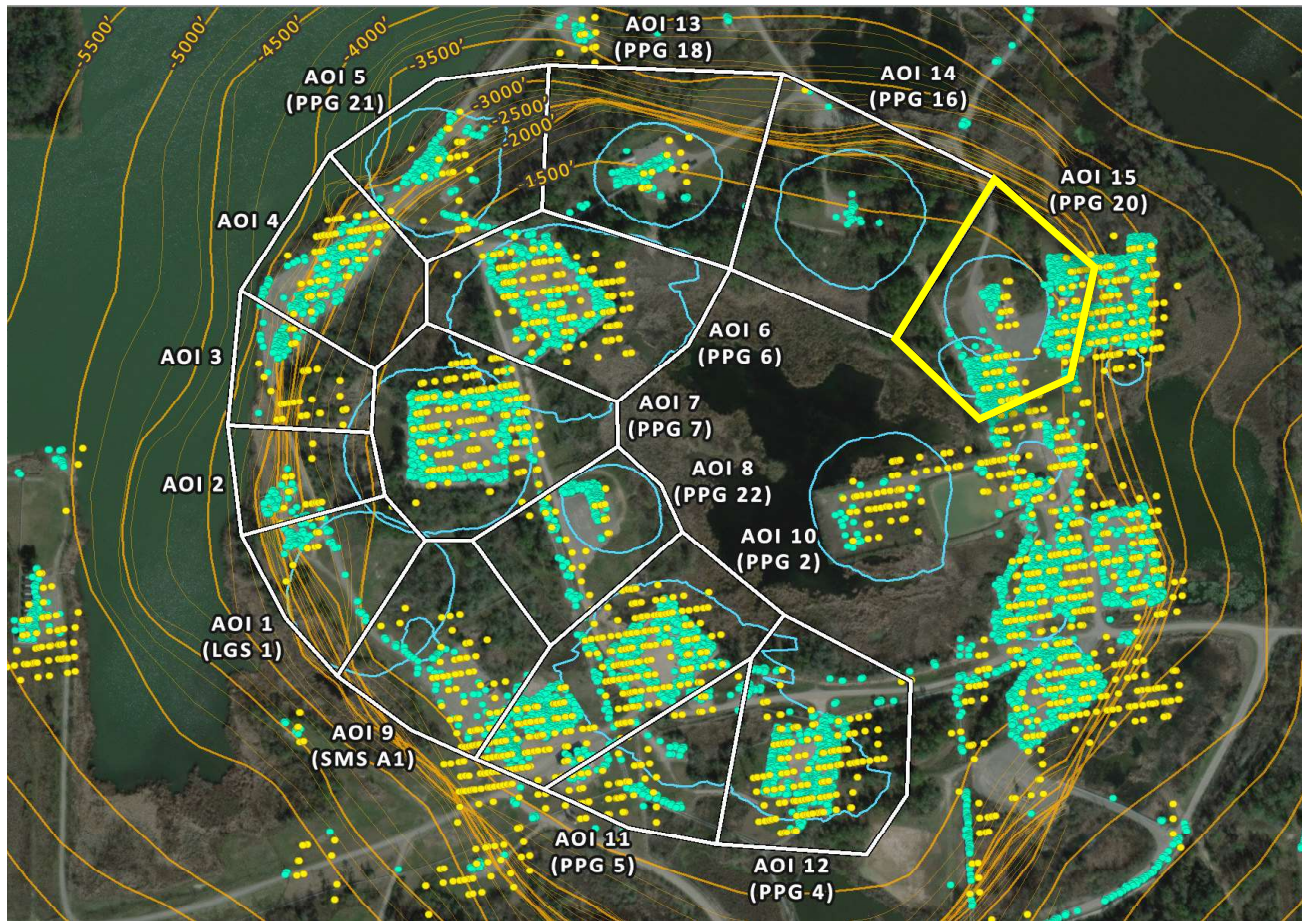 -5500'
-5000'
-4500'
-4000'
-3500'
-3000'
-2500'
-2000'
-1500'
AOI 13
(PPG 18)
AOI 5
(PPG 21)
AOI 14
(PPG 16)
AOI 15
(PPG 20)
AOI 4
AOI 3
AOI 6
(PPG 6)
AOI 7
(PPG 7)
AOI 2
AOI 8
(PPG 22)
AOI 10
(PPG 2)
AOI 1
(LGS 1)
AOI 9
(SMS A1)
AOI 11
(PPG 5)
AOI 12
(PPG 4)